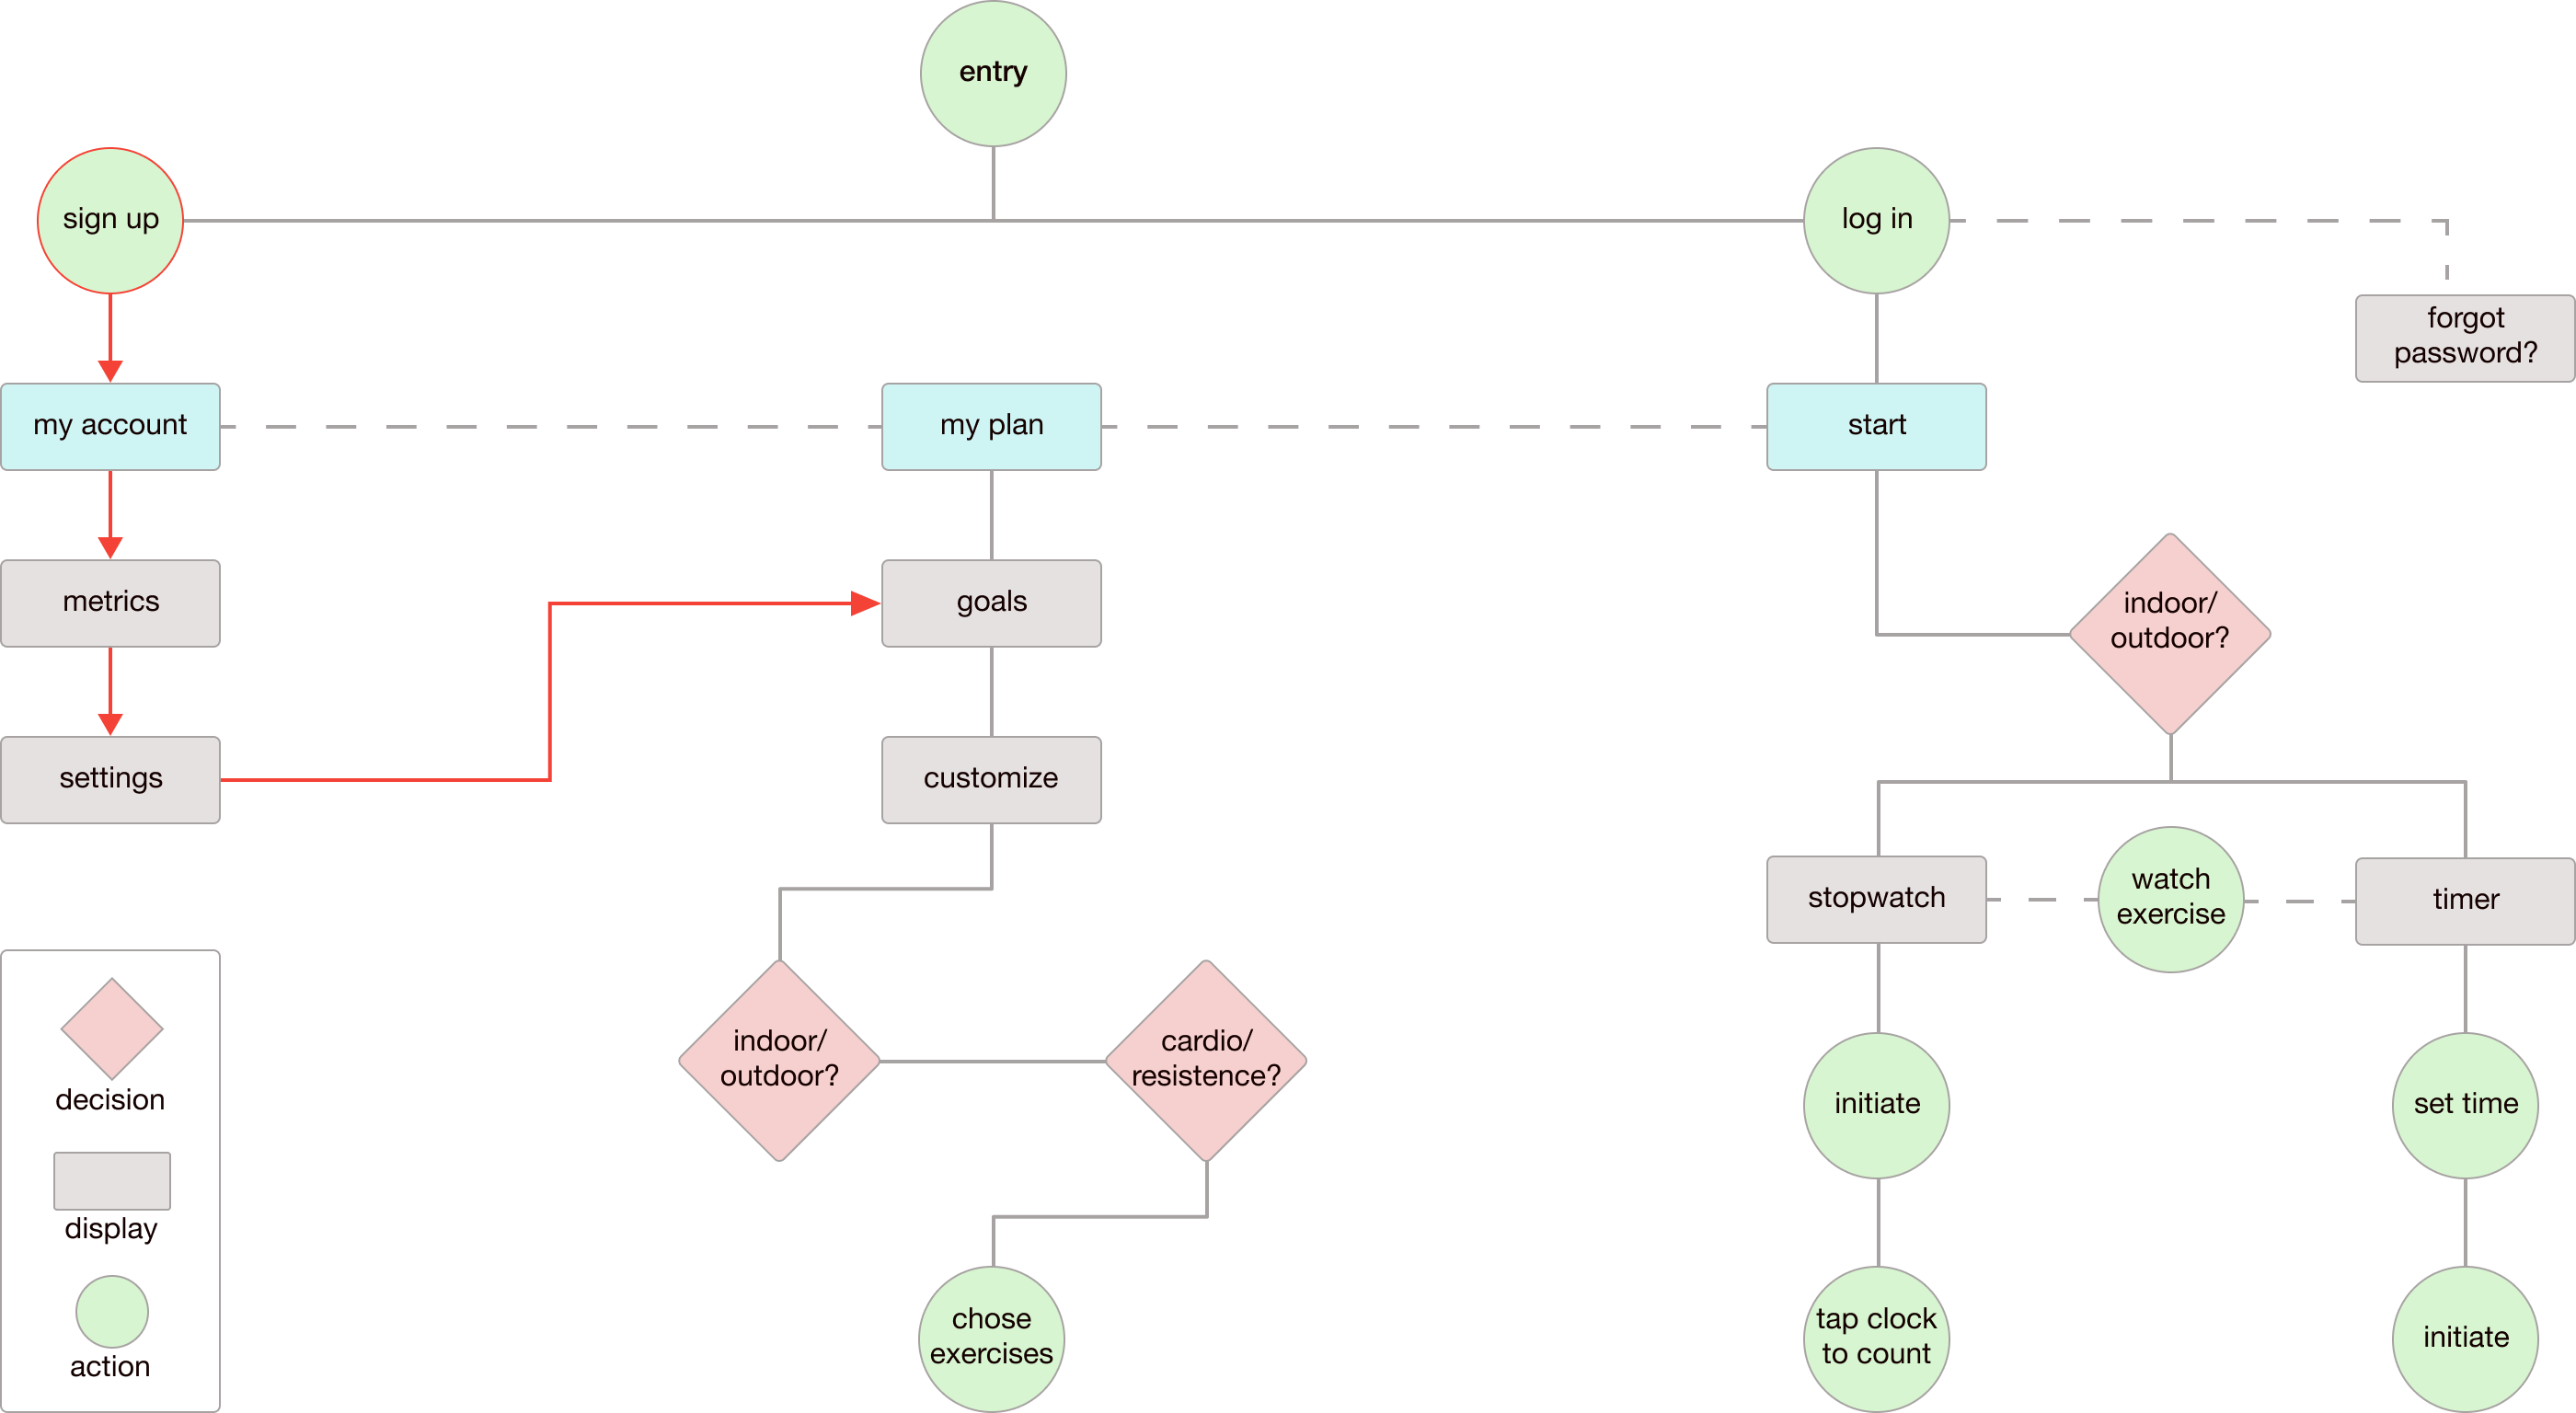 entry
sign up
log in
forgot
password?
my account
my plan
start
metrics
goals
indoor/
outdoor?
settings
customize
stopwatch
watch
exercise
timer
indoor/
outdoor?
cardio/
resistence?
initiate
set time
chose
exercises
tap clock
to count
initiate
decision
display
action